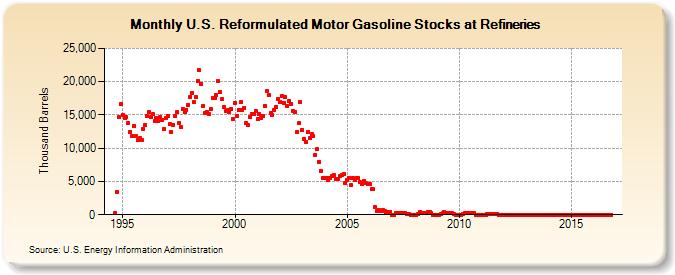 Monthly U.S. Reformulated Motor Gasoline Stocks at Refineries
Thousand Barrels
25,000
20,000
15,000
10,000
5,000
0
1995 2000 2005 2010 2015
Source: U.S. Energy Information Administration